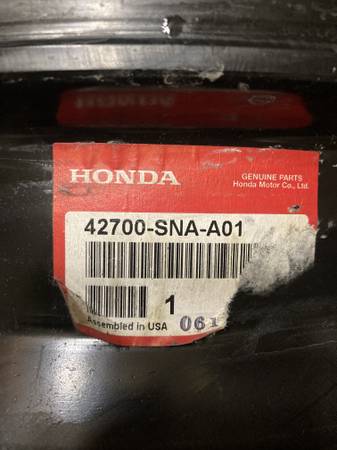 HONDA
GENUINE PARTS
Honda Motor Co., Ltd.
42700-SNA-A01
1
Assembled in USA
061